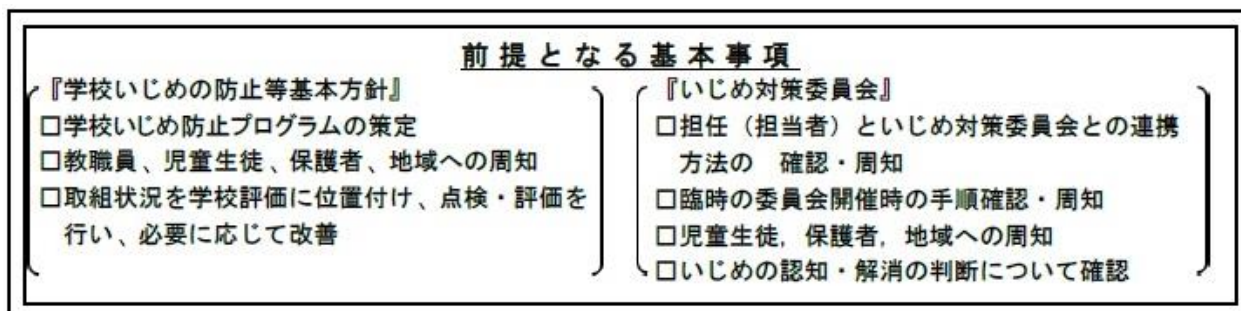 前提となる基本事項
『学校いじめの防止等基本方針』
□学校いじめ防止プログラムの策定
□教職員、児童生徒、保護者、地域への周知
□取組状況を学校評価に位置付け、点検・評価を
行い、必要に応じて改善
『いじめ対策委員会』
□担任（担当者）といじめ対策委員会との連携
方法の　確認・周知
□臨時の委員会開催時の手順確認・周知
□児童生徒，保護者，地域への周知
□いじめの認知・解消の判断について確認